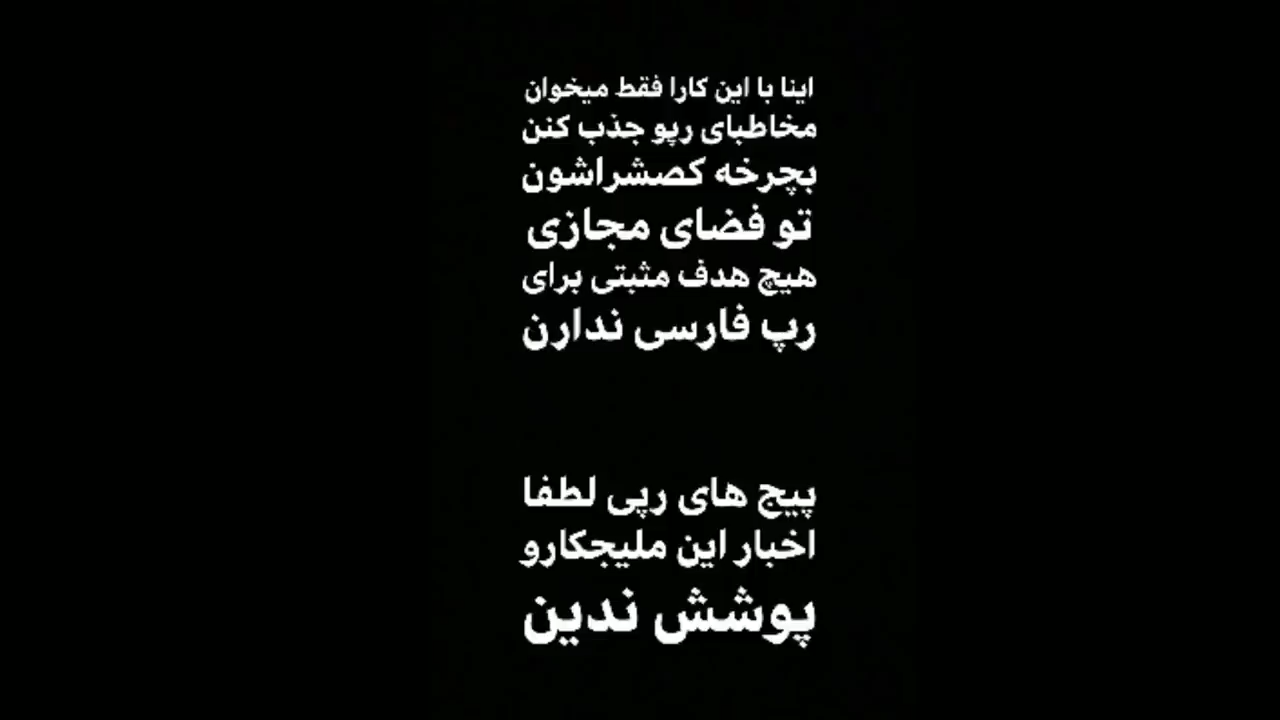 اینا با این کارا فقط میخوان
مخاطبای رپو جذب کنن
بچرخه کصشراشون
تو فضای مجازی
هیچ هدف مثبتی برای
رپ فارسی ندارن
پیج های رپی لطفا
اخبار این ملیجکارو
پوشش ندین